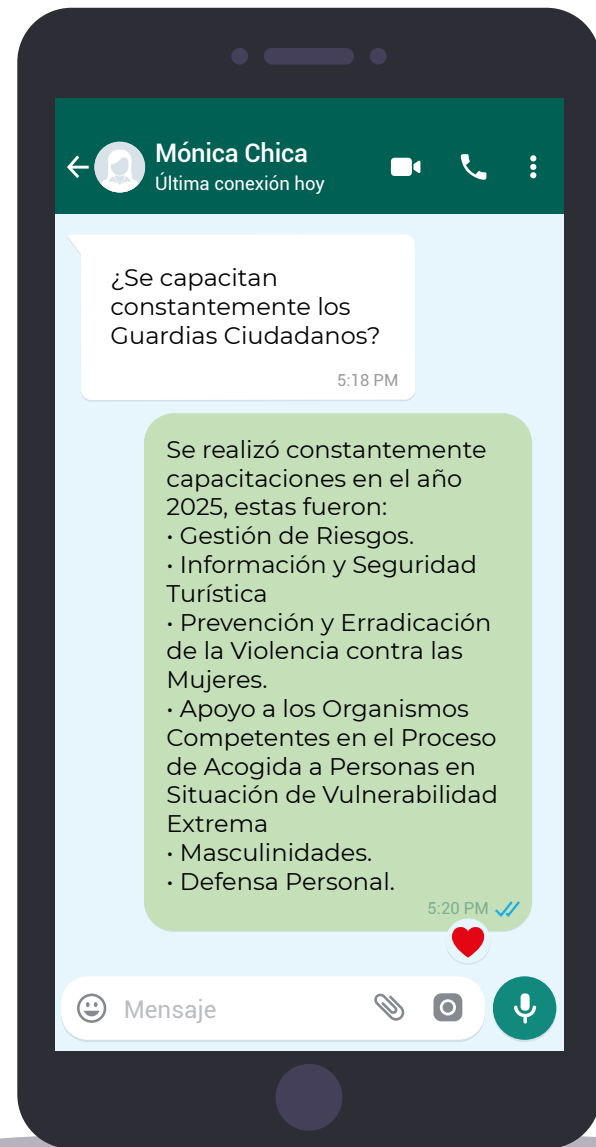 Mónica Chica
Última conexión hoy
¿Se capacitan
constantemente los
Guardias Ciudadanos?
5:18 PM
Se realizó constantemente
capacitaciones en el año
2025, estas fueron:
• Gestión de Riesgos.
• Información y Seguridad
Turística
• Prevención y Erradicación
de la Violencia contra las
Mujeres.
• Apoyo a los Organismos
Competentes en el Proceso
de Acogida a Personas en
Situación de Vulnerabilidad
Extrema
• Masculinidades.
• Defensa Personal.
5:20 PM
Mensaje